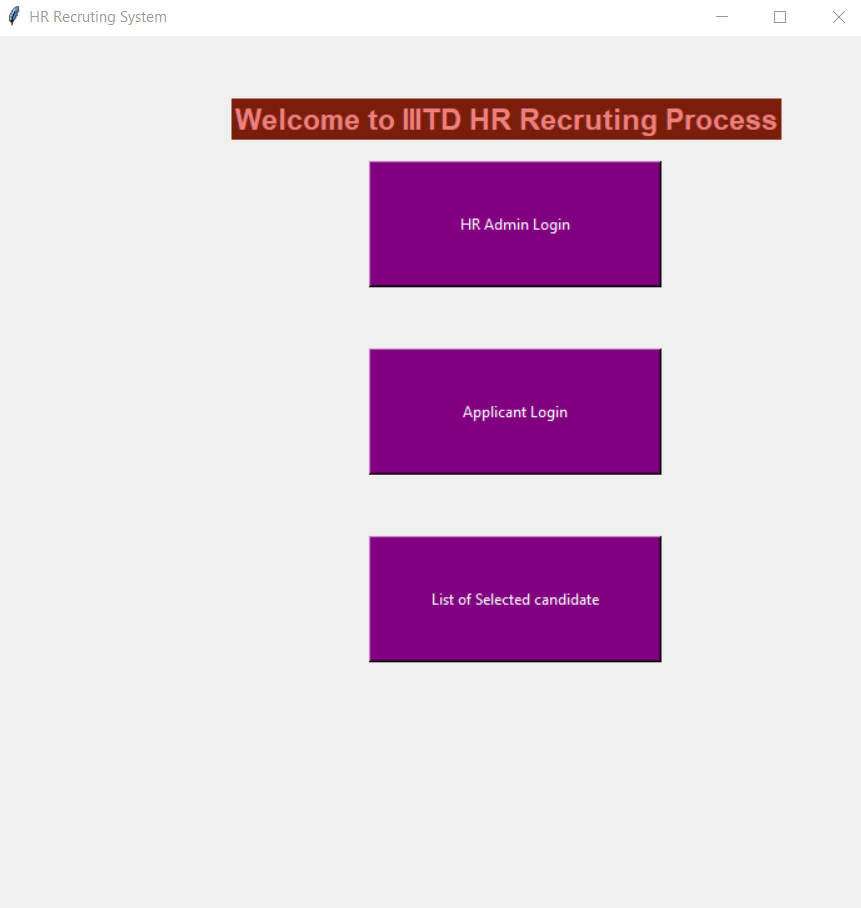 HR Recruting System
Welcome to IIITD HR Recruting Process
HR Admin Login
Applicant Login
List of Selected candidate